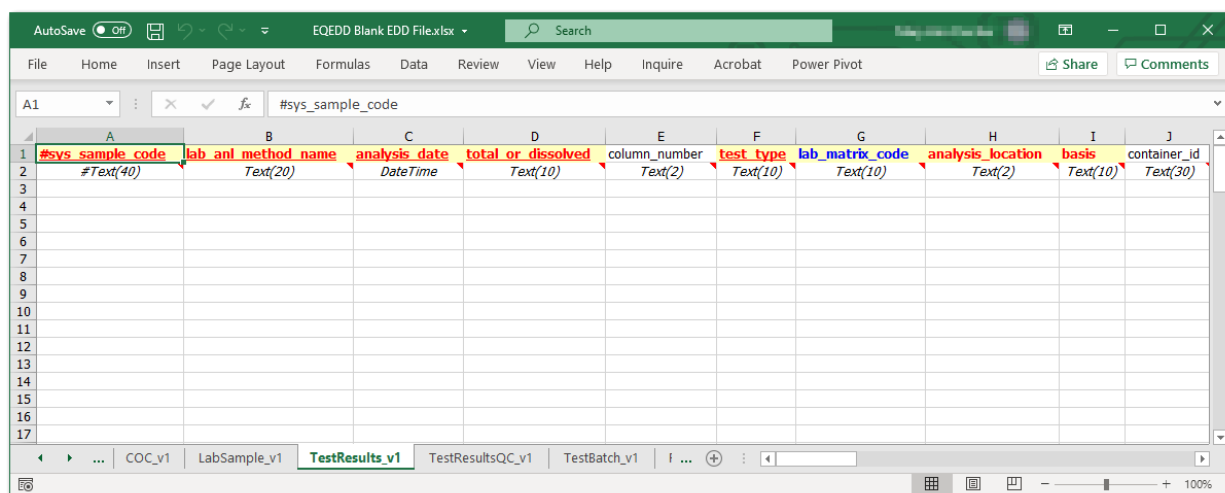 AutoSave Off EQEDD Blank EDD File.xlsx Search
File Home Insert Page Layout Formulas Data Review View Help Inquire Acrobat Power Pivot Share Comments
A1 fx #sys_sample_code
A B C D E F G H I J
1 #sys_sample_code lab_anl_method_name analysis_date total_or_dissolved column_number test_type lab_matrix_code analysis_location basis container_id
2 #Text(40) Text(20) DateTime Text(10) Text(2) Text(10) Text(10) Text(2) Text(10) Text(30)
3
4
5
6
7
8
9
10
11
12
13
14
15
16
17
... COC_v1 LabSample_v1 TestResults_v1 TestResultsQC_v1 TestBatch_v1 ...
100%